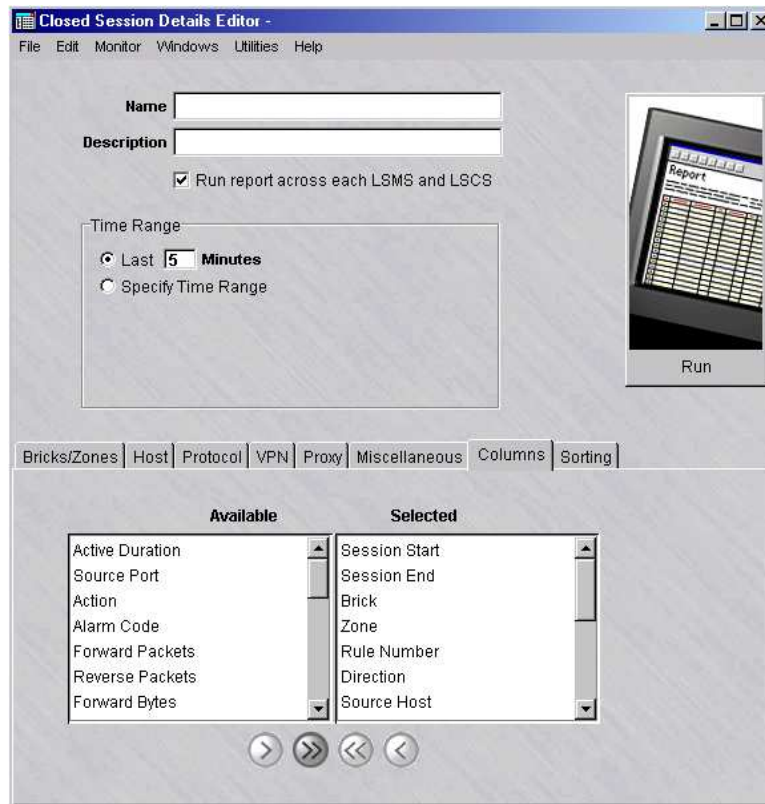 Closed Session Details Editor -
File Edit Monitor Windows Utilities Help
Name
Description
Run report across each LSMS and LSCS
Time Range
Last 5 Minutes
Specify Time Range
Report
Run
Bricks/Zones Host Protocol VPN Proxy Miscellaneous Columns Sorting
Available Selected
Active Duration Session Start
Source Port Session End
Action Brick
Alarm Code Zone
Forward Packets Rule Number
Reverse Packets Direction
Forward Bytes Source Host